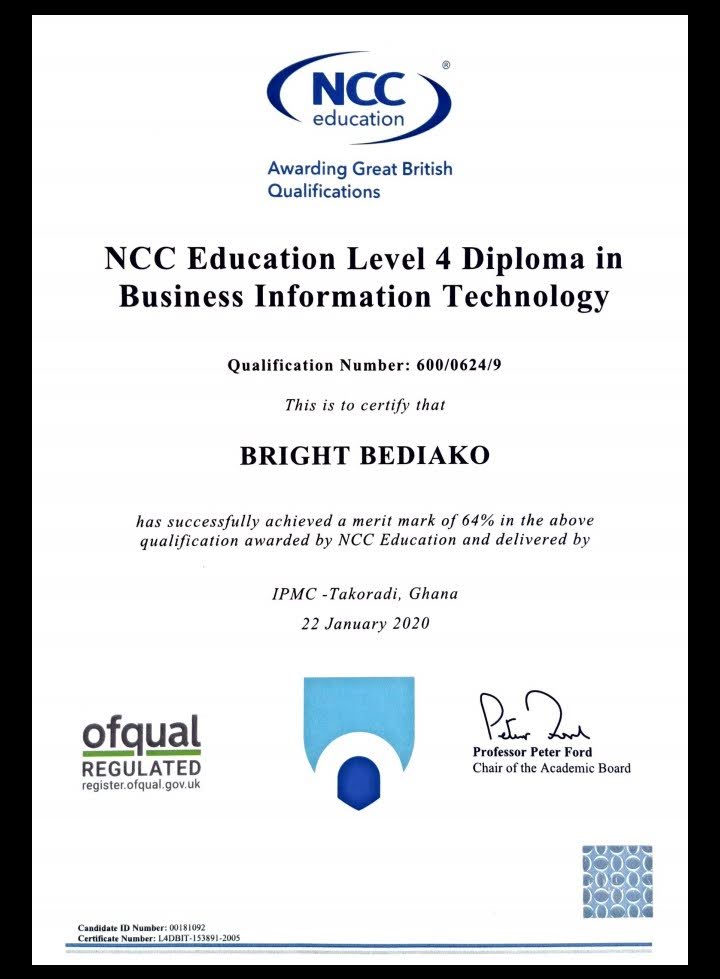 NCC®
education
Awarding Great British
Qualifications
NCC Education Level 4 Diploma in
Business Information Technology
Qualification Number: 600/0624/9
This is to certify that
BRIGHT BEDIAKO
has successfully achieved a merit mark of 64% in the above
qualification awarded by NCC Education and delivered by
IPMC -Takoradi, Ghana
22 January 2020
ofqual
REGULATED
register.ofqual.gov.uk
Peter Ford
Professor Peter Ford
Chair of the Academic Board
Candidate ID Number: 00181092
Certificate Number: L4DBIT-153891-2005